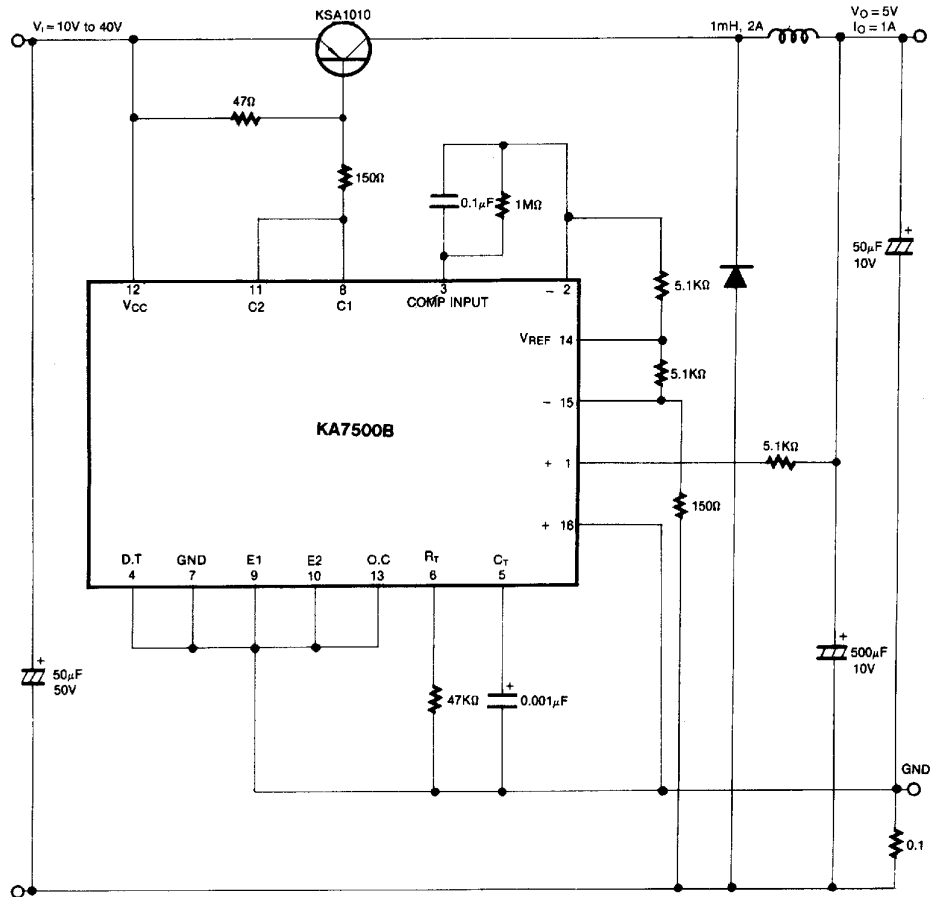 KSA1010
VI = 10V to 40V
1mH, 2A
VO = 5V
IO = 1A
47Ω
150Ω
0.1μF
1MΩ
5.1KΩ
50μF
10V
12
11
8
3
2
VCC
C2
C1
COMP INPUT
−
VREF 14
5.1KΩ
− 15
KA7500B
+ 1
5.1KΩ
150Ω
+ 16
D.T
GND
E1
E2
O.C
RT
CT
4
7
9
10
13
6
5
+
50μF
50V
47KΩ
+
0.001μF
+
500μF
10V
+
GND
0.1